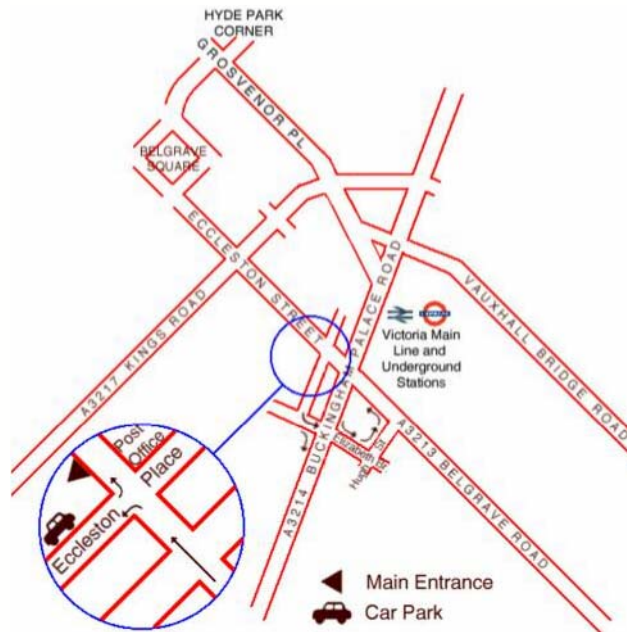 HYDE PARK
CORNER
GROSVENOR PL
BELGRAVE
SQUARE
ECCLESTON STREET
A3217 KINGS ROAD
A3214 BUCKINGHAM PALACE ROAD
VAUXHALL BRIDGE ROAD
Victoria Main
Line and
Underground
Stations
A3213 BELGRAVE ROAD
Elizabeth Br
Hugh St
Post
Office
Place
Eccleston
Main Entrance
Car Park